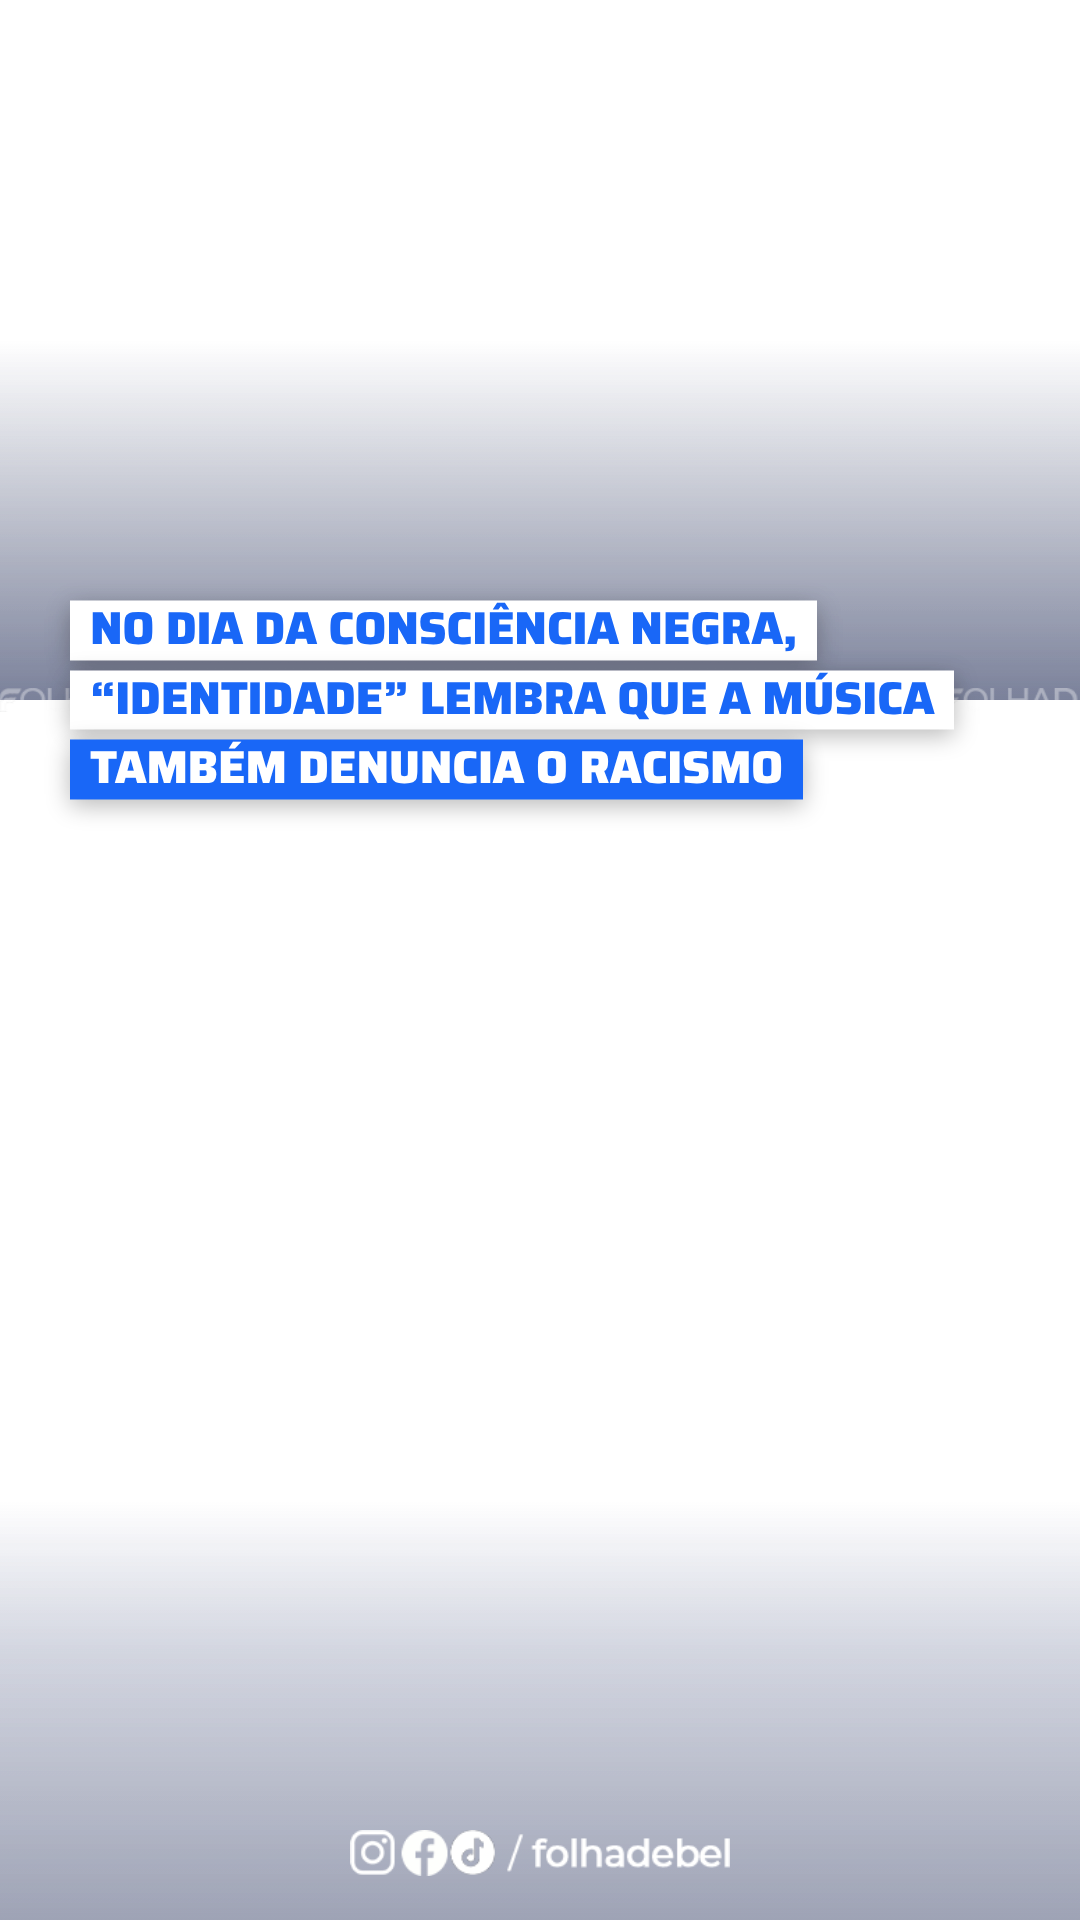 NO DIA DA CONSCIÊNCIA NEGRA,
“IDENTIDADE” LEMBRA QUE A MÚSICA
TAMBÉM DENUNCIA O RACISMO
/ folhadebel